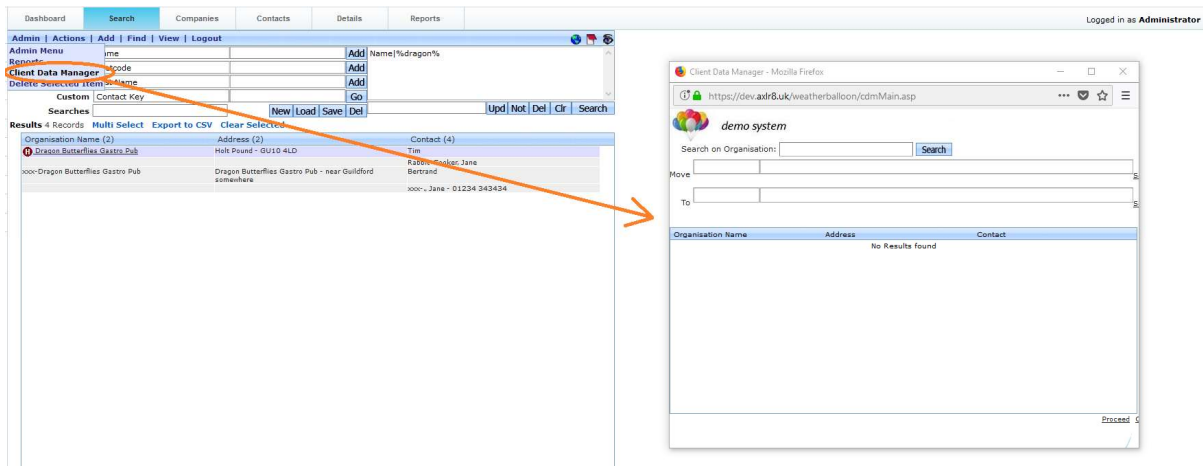 Dashboard Search Companies Contacts Details Reports Logged in as Administrator
Admin | Actions | Add | Find | View | Logout
Admin Menu
Reports
Client Data Manager
Delete Selected Item
Add Name|%dragon%
Add
Name Add
Custom Contact Key Go
Searches New Load Save Del Upd Not Del Clr Search
Results 4 Records Multi Select Export to CSV Clear Selected
Organisation Name (2) Address (2) Contact (4)
H Dragon Butterflies Gastro Pub Holt Pound - GU10 4LD Tim
Jane
xxx-Dragon Butterflies Gastro Pub Dragon Butterflies Gastro Pub - near Guildford somewhere Bertrand
xxx-, Jane - 01234 343434
Client Data Manager - Mozilla Firefox
https://dev.axlr8.uk/weatherballoon/cdmMain.asp
demo system
Search on Organisation: Search
Move
To
Organisation Name Address Contact
No Results found
Proceed